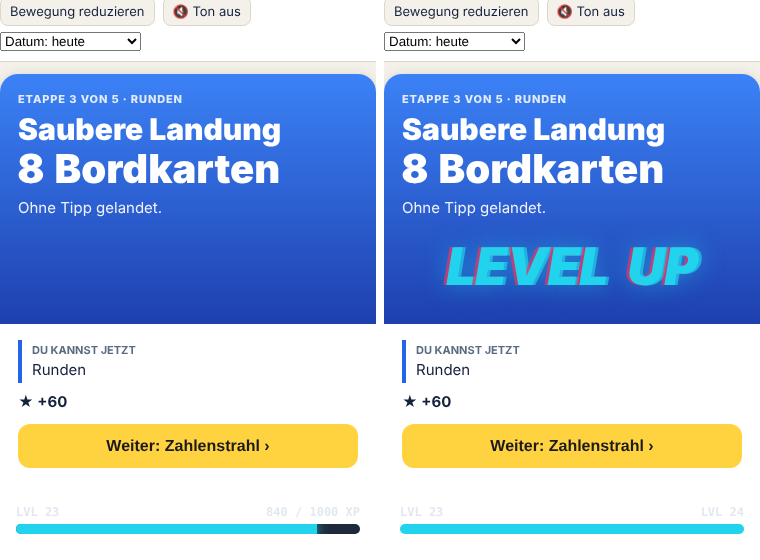 Bewegung reduzieren
🔇 Ton aus
Datum: heute
ETAPPE 3 VON 5 · RUNDEN
Saubere Landung
8 Bordkarten
Ohne Tipp gelandet.
DU KANNST JETZT
Runden
★ +60
Weiter: Zahlenstrahl ›
LVL 23
840 / 1000 XP
Bewegung reduzieren
🔇 Ton aus
Datum: heute
ETAPPE 3 VON 5 · RUNDEN
Saubere Landung
8 Bordkarten
Ohne Tipp gelandet.
LEVEL UP
DU KANNST JETZT
Runden
★ +60
Weiter: Zahlenstrahl ›
LVL 23
LVL 24